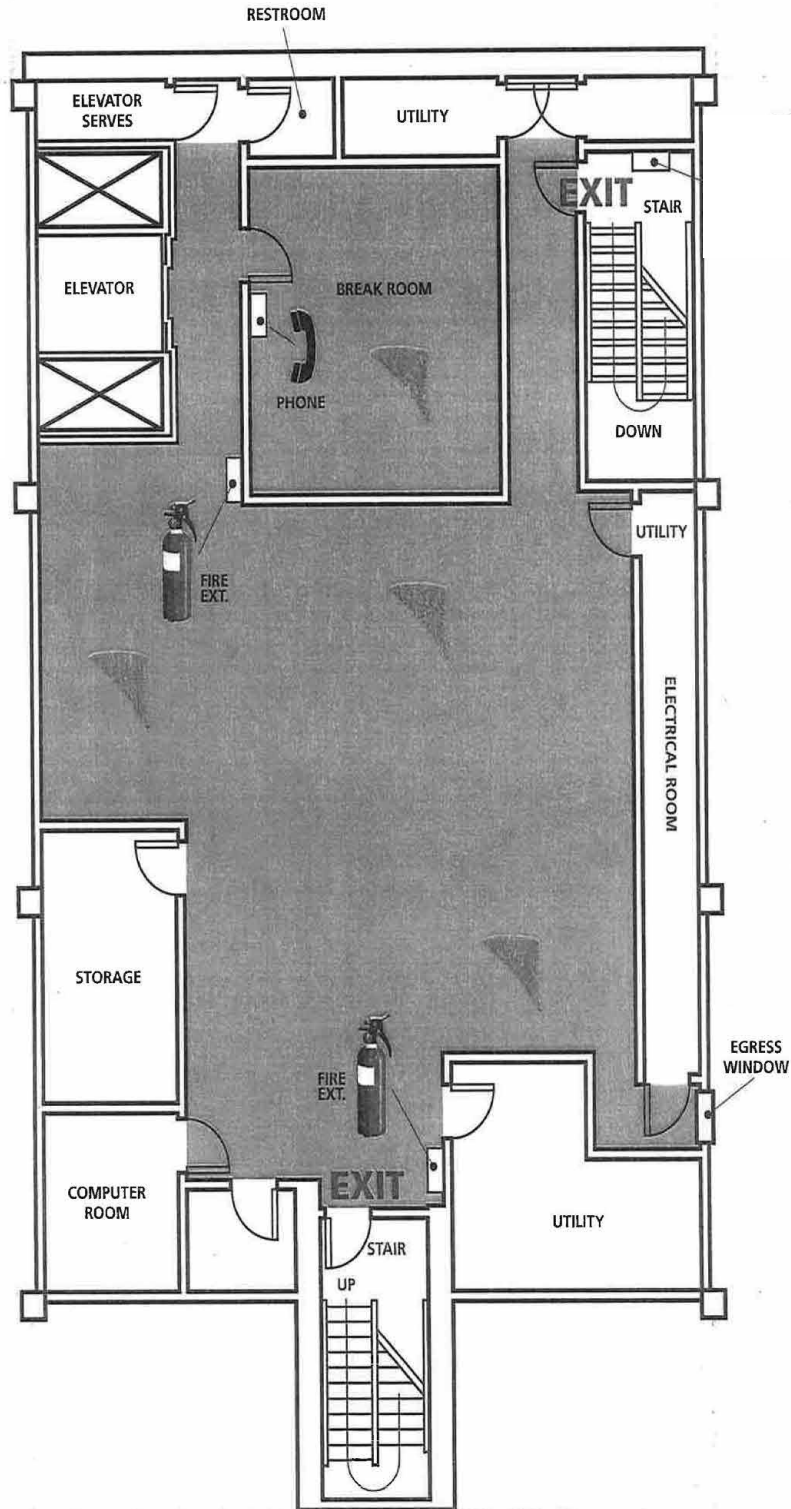 RESTROOM
ELEVATOR
SERVES
UTILITY
EXIT
STAIR
ELEVATOR
BREAK ROOM
PHONE
DOWN
UTILITY
FIRE
EXT.
ELECTRICAL ROOM
STORAGE
EGRESS
WINDOW
FIRE
EXT.
COMPUTER
ROOM
EXIT
UTILITY
STAIR
UP